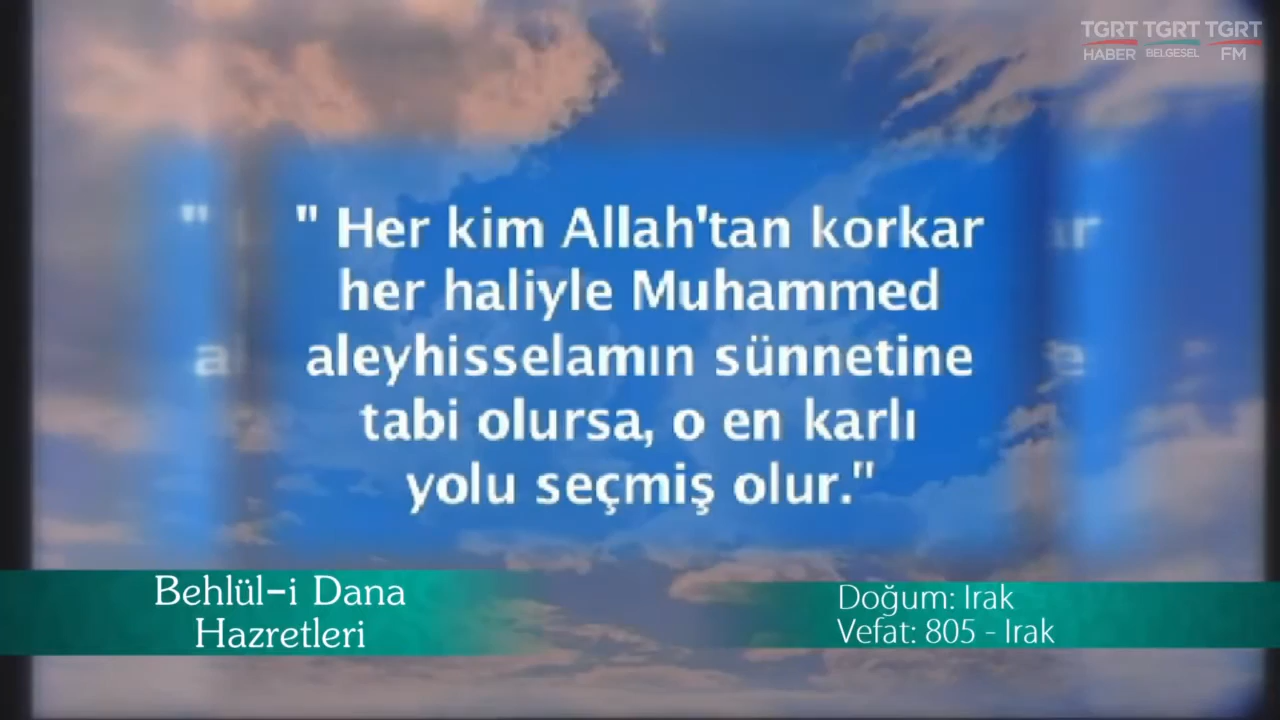 TGRT TGRT TGRT
HABER BELGESEL FM
" Her kim Allah'tan korkar
her haliyle Muhammed
aleyhisselamın sünnetine
tabi olursa, o en karlı
yolu seçmiş olur."
Behlül-i Dana
Hazretleri
Doğum: Irak
Vefat: 805 - Irak